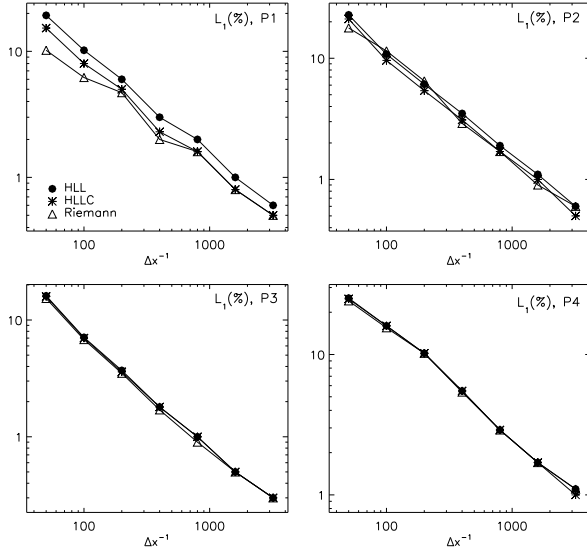 L₁(%), P1
10
1
● HLL
✳ HLLC
△ Riemann
100
1000
Δx⁻¹
L₁(%), P2
10
1
100
1000
Δx⁻¹
L₁(%), P3
10
1
100
1000
Δx⁻¹
L₁(%), P4
10
1
100
1000
Δx⁻¹